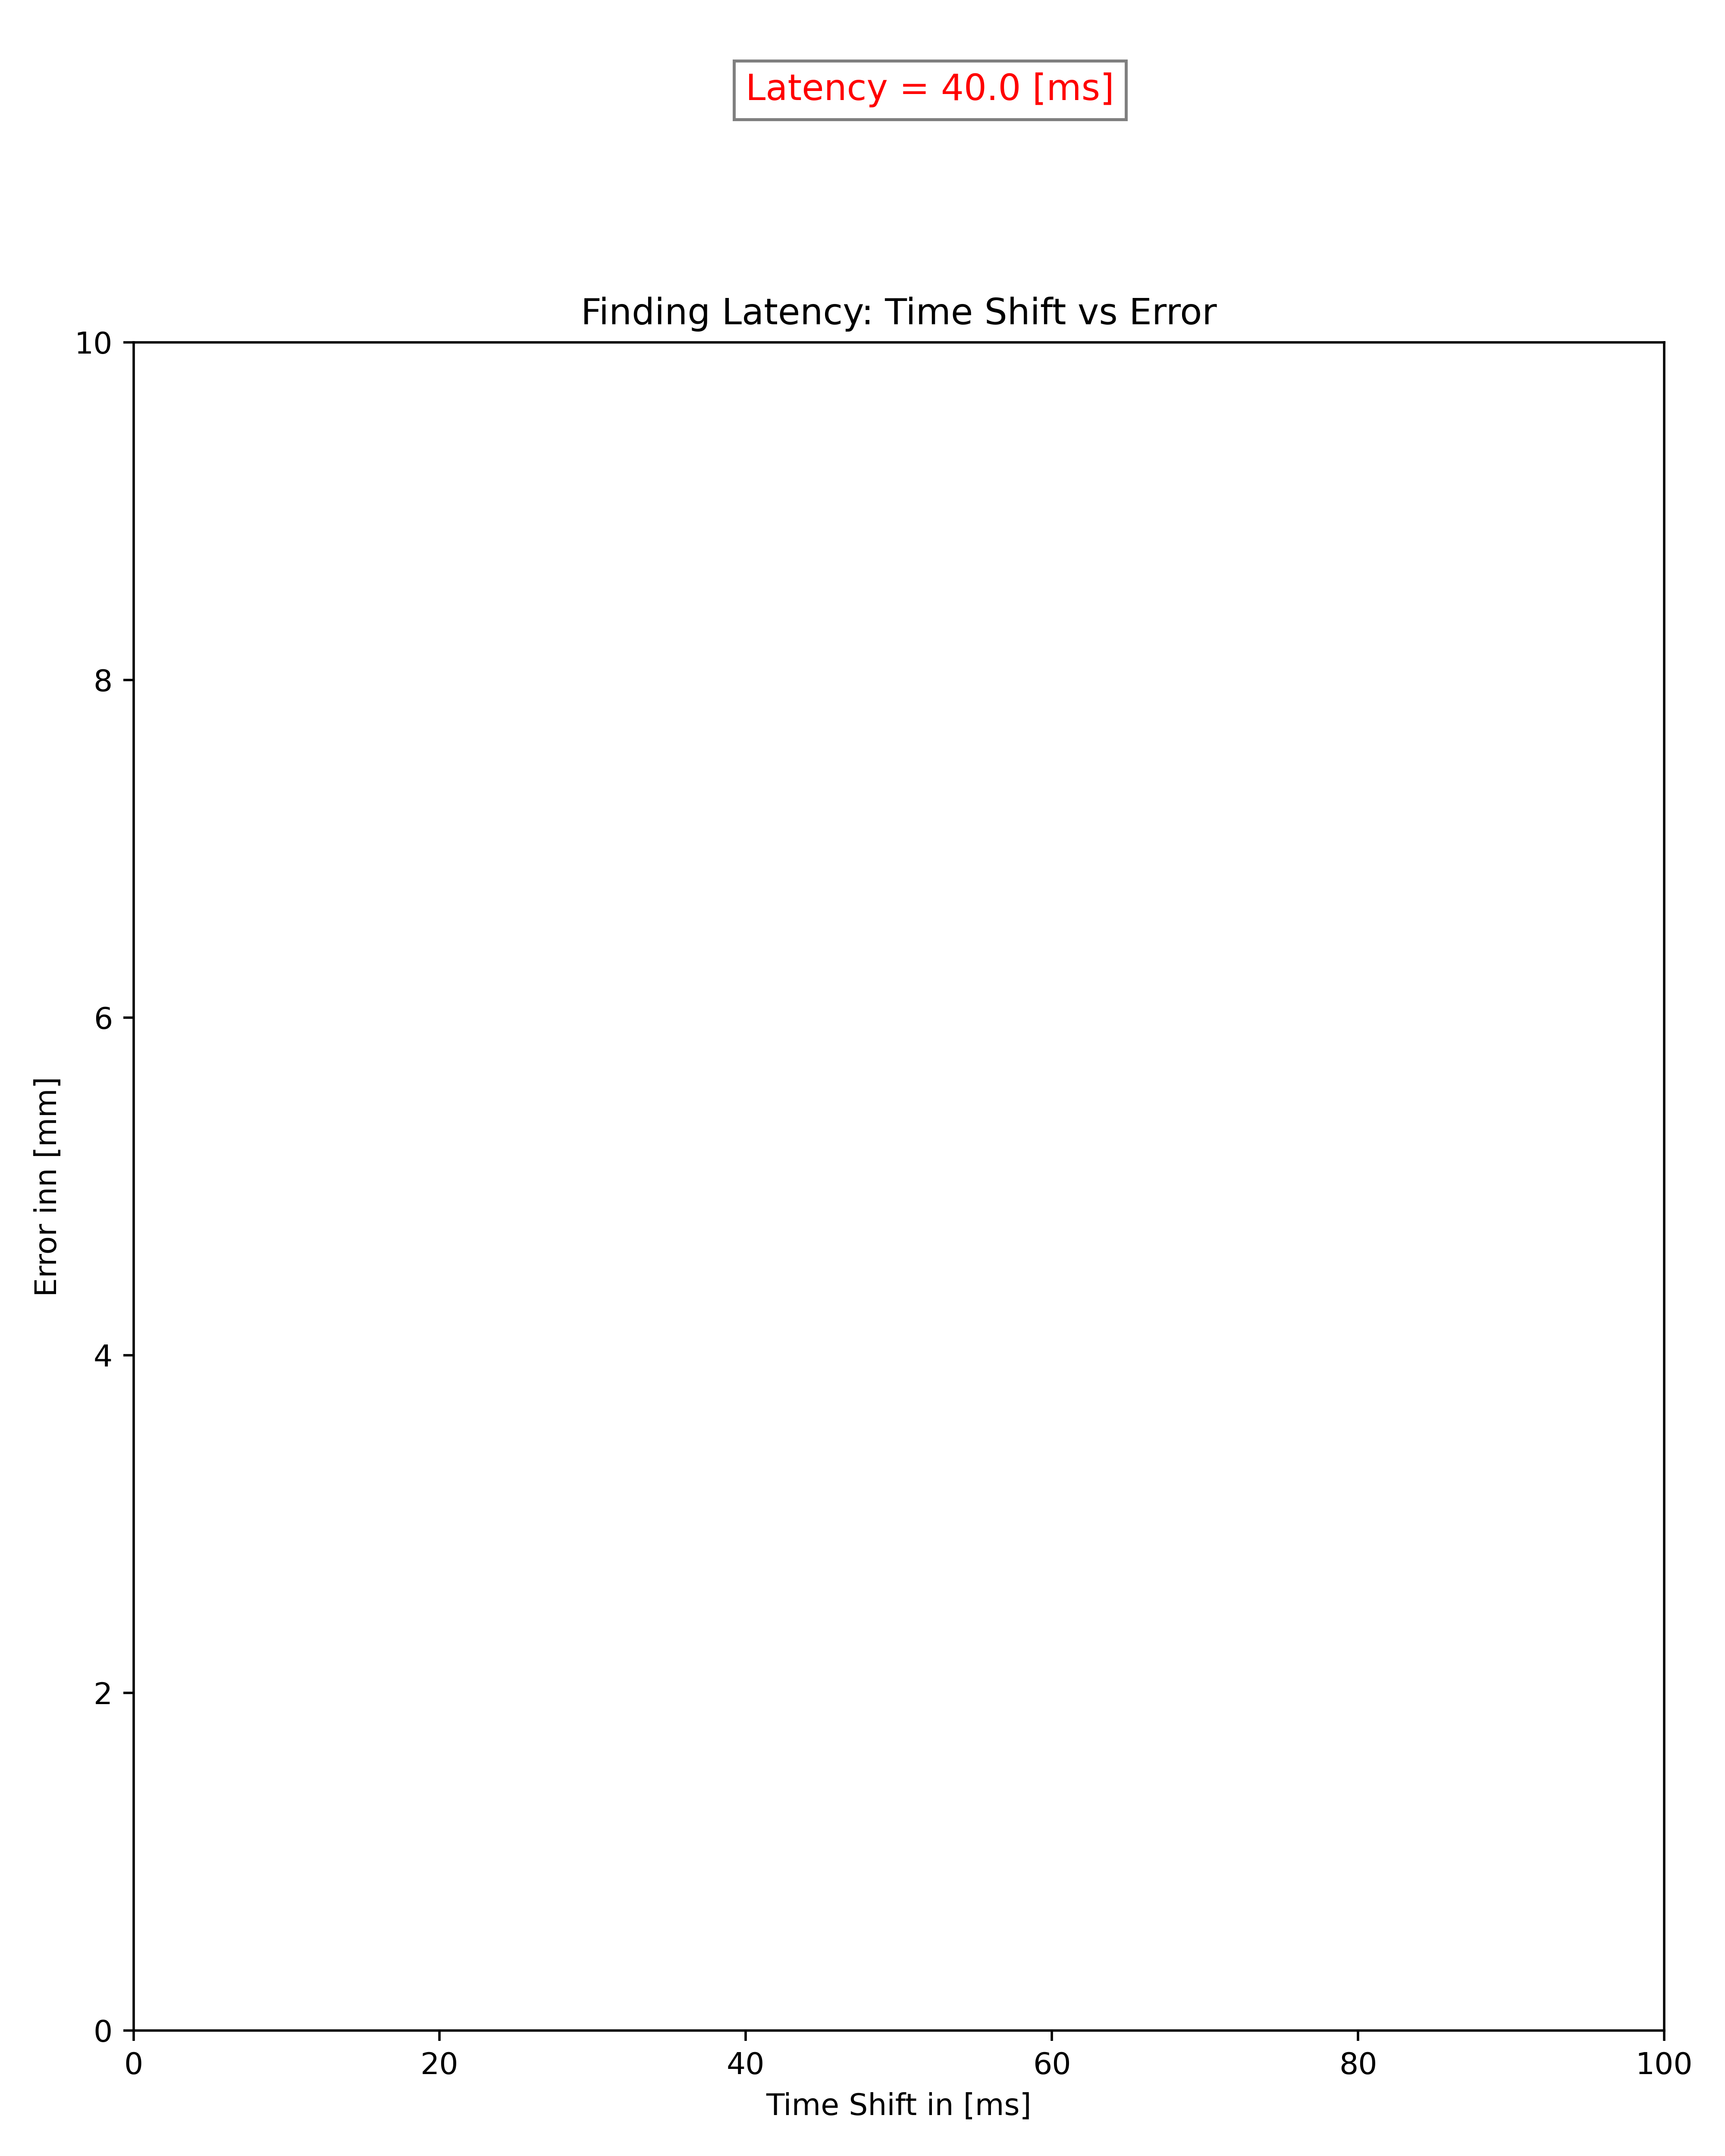 Latency = 40.0 [ms]
Finding Latency: Time Shift vs Error
10
8
6
4
2
0
Error inn [mm]
0 20 40 60 80 100
Time Shift in [ms]